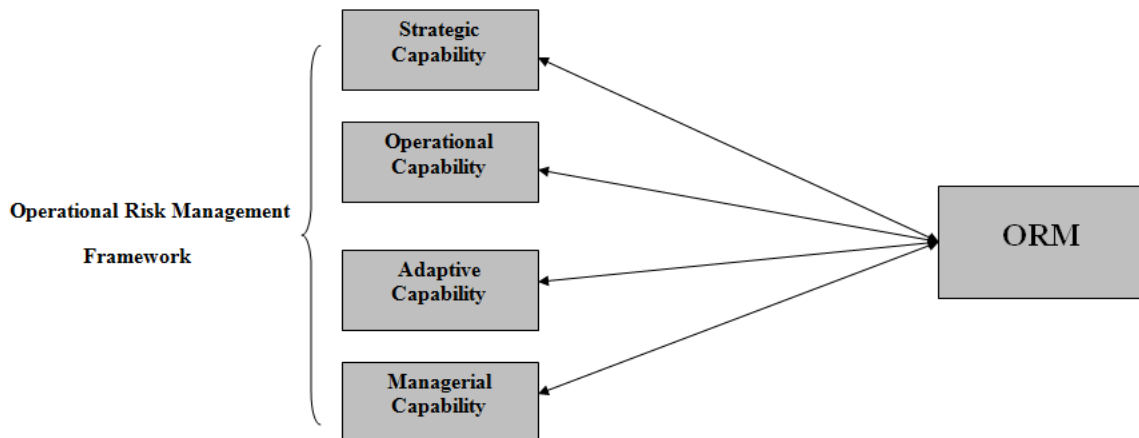 Strategic
Capability
Operational
Capability
Operational Risk Management
Framework
Adaptive
Capability
Managerial
Capability
ORM